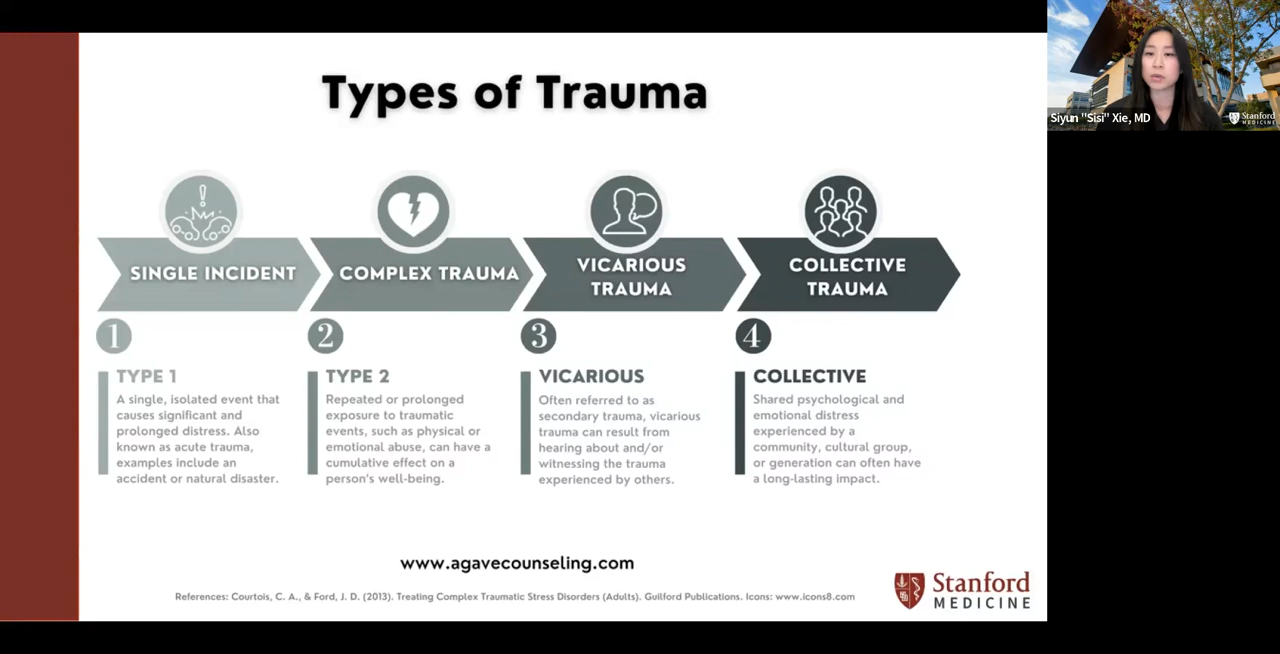 Types of Trauma
SINGLE INCIDENT
COMPLEX TRAUMA
VICARIOUS
TRAUMA
COLLECTIVE
TRAUMA
1
TYPE 1
A single, isolated event that
causes significant and
prolonged distress. Also
known as acute trauma,
examples include an
accident or natural disaster.
2
TYPE 2
Repeated or prolonged
exposure to traumatic
events, such as physical or
emotional abuse, can have a
cumulative effect on a
person's well-being.
3
VICARIOUS
Often referred to as
secondary trauma, vicarious
trauma can result from
hearing about and/or
witnessing the trauma
experienced by others.
4
COLLECTIVE
Shared psychological and
emotional distress
experienced by a
community, cultural group,
or generation can often have
a long-lasting impact.
www.agavecounseling.com
References: Courtois, C. A., & Ford, J. D. (2013). Treating Complex Traumatic Stress Disorders (Adults). Guilford Publications. Icons: www.icons8.com
Stanford
MEDICINE
Siyun "Sisi" Xie, MD
Stanford
MEDICINE